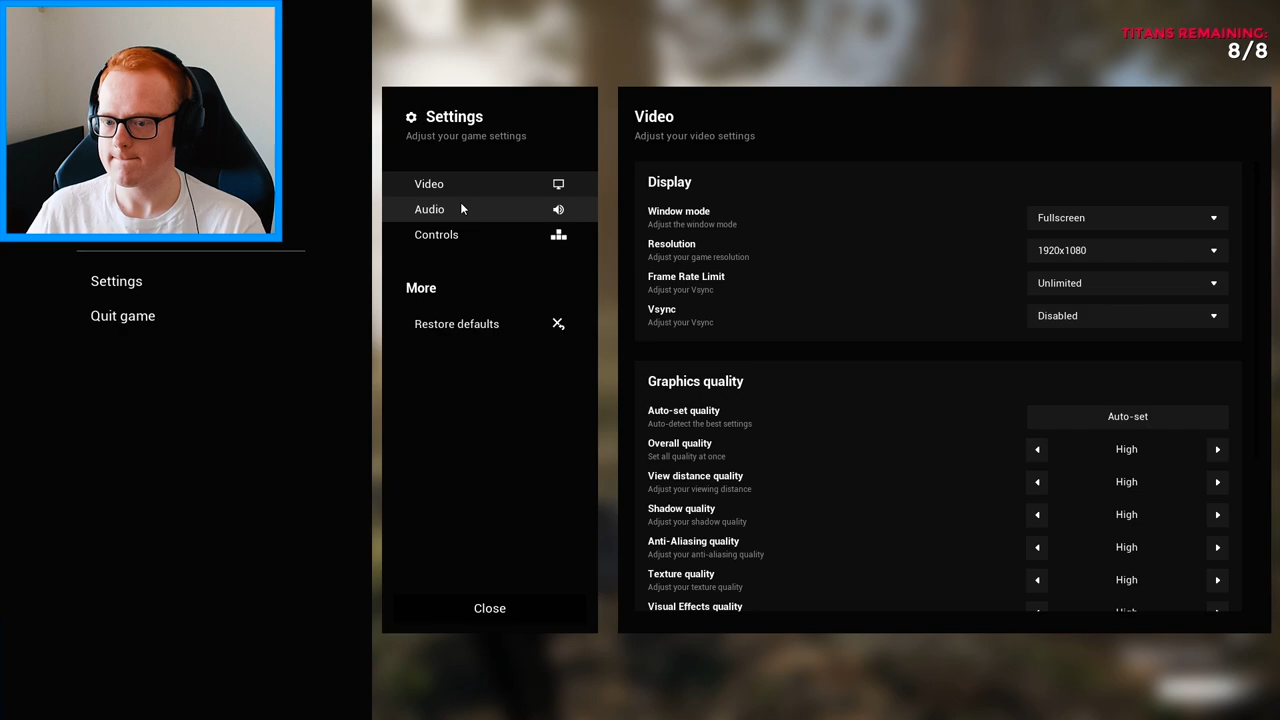 TITANS REMAINING:
8/8
Settings
Quit game
Settings
Adjust your game settings
Video
Audio
Controls
More
Restore defaults
Close
Video
Adjust your video settings
Display
Window mode
Adjust the window mode
Fullscreen
Resolution
Adjust your game resolution
1920x1080
Frame Rate Limit
Adjust your Vsync
Unlimited
Vsync
Adjust your Vsync
Disabled
Graphics quality
Auto-set quality
Auto-detect the best settings
Auto-set
Overall quality
Set all quality at once
High
View distance quality
Adjust your viewing distance
High
Shadow quality
Adjust your shadow quality
High
Anti-Aliasing quality
Adjust your anti-aliasing quality
High
Texture quality
Adjust your texture quality
High
Visual Effects quality
High